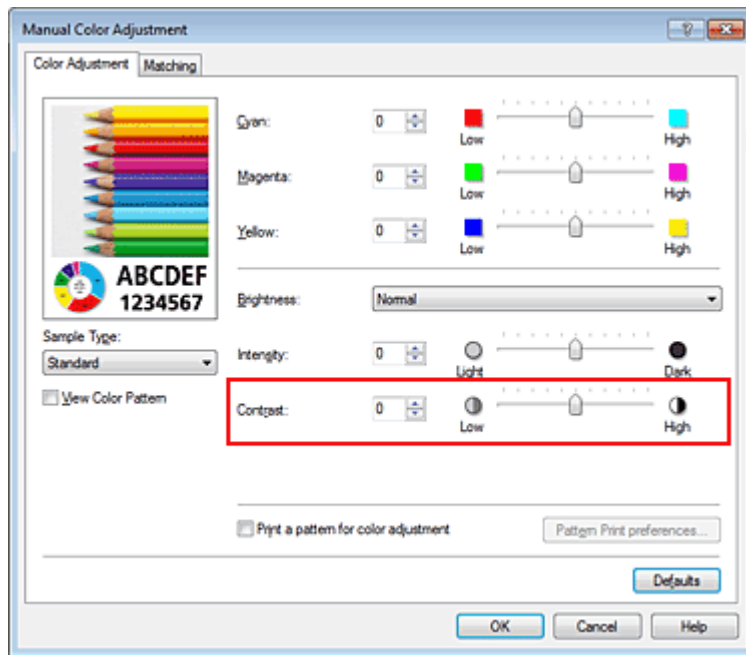 Manual Color Adjustment
Color Adjustment Matching
Cyan: 0 Low High
Magenta: 0 Low High
Yellow: 0 Low High
ABCDEF
1234567
Brightness: Normal
Sample Type:
Standard
Intensity: 0 Light Dark
View Color Pattern
Contrast: 0 Low High
Print a pattern for color adjustment Pattern Print preferences...
Defaults
OK Cancel Help